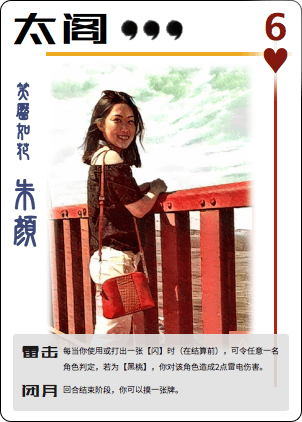 太阁
6
笑靥如花
朱颜
雷击 每当你使用或打出一张【闪】时(在结算前),可令任意一名
角色判定,若为【黑桃】,你对该角色造成2点雷电伤害。
闭月 回合结束阶段,你可以摸一张牌。